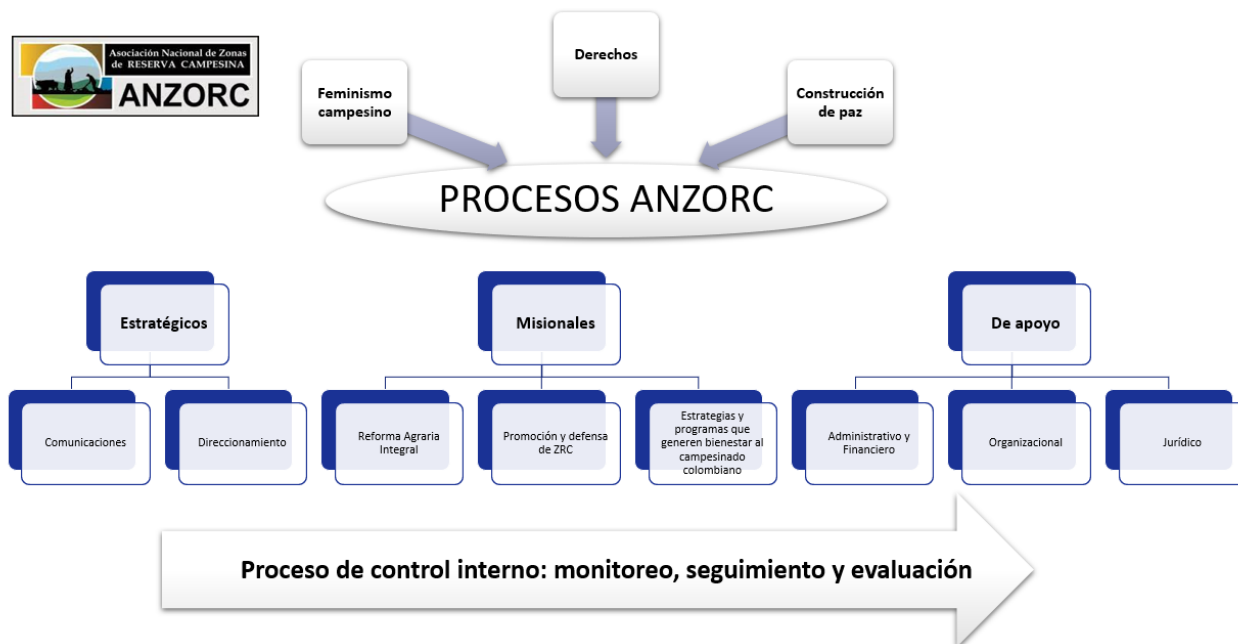 Asociación Nacional de Zonas
de RESERVA CAMPESINA
ANZORC
Feminismo
campesino
Derechos
Construcción
de paz
PROCESOS ANZORC
Estratégicos
Misionales
De apoyo
Comunicaciones
Direccionamiento
Reforma Agraria
Integral
Promoción y defensa
de ZRC
Estrategias y
programas que
generen bienestar al
campesinado
colombiano
Administrativo y
Financiero
Organizacional
Jurídico
Proceso de control interno: monitoreo, seguimiento y evaluación